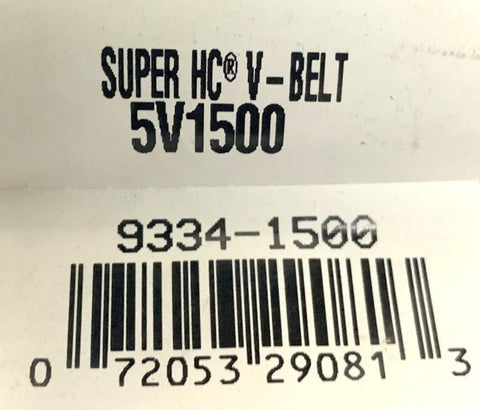 SUPER HC® V-BELT
5V1500
9334-1500
0 72053 29081 3